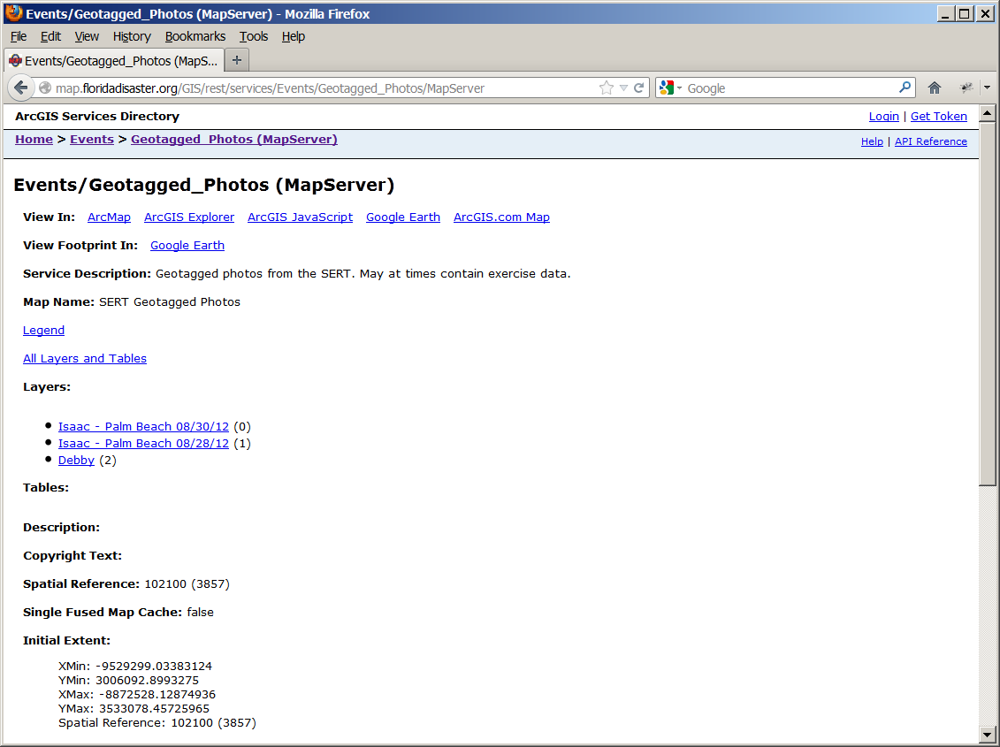 Events/Geotagged_Photos (MapServer) - Mozilla Firefox
File Edit View History Bookmarks Tools Help
Events/Geotagged_Photos (MapS...
map.floridadisaster.org/GIS/rest/services/Events/Geotagged_Photos/MapServer
Google
ArcGIS Services Directory
Login | Get Token
Home > Events > Geotagged_Photos (MapServer)
Help | API Reference
Events/Geotagged_Photos (MapServer)
View In: ArcMap ArcGIS Explorer ArcGIS JavaScript Google Earth ArcGIS.com Map
View Footprint In: Google Earth
Service Description: Geotagged photos from the SERT. May at times contain exercise data.
Map Name: SERT Geotagged Photos
Legend
All Layers and Tables
Layers:
Isaac - Palm Beach 08/30/12 (0)
Isaac - Palm Beach 08/28/12 (1)
Debby (2)
Tables:
Description:
Copyright Text:
Spatial Reference: 102100 (3857)
Single Fused Map Cache: false
Initial Extent:
XMin: -9529299.03383124
YMin: 3006092.8993275
XMax: -8872528.12874936
YMax: 3533078.45725965
Spatial Reference: 102100 (3857)